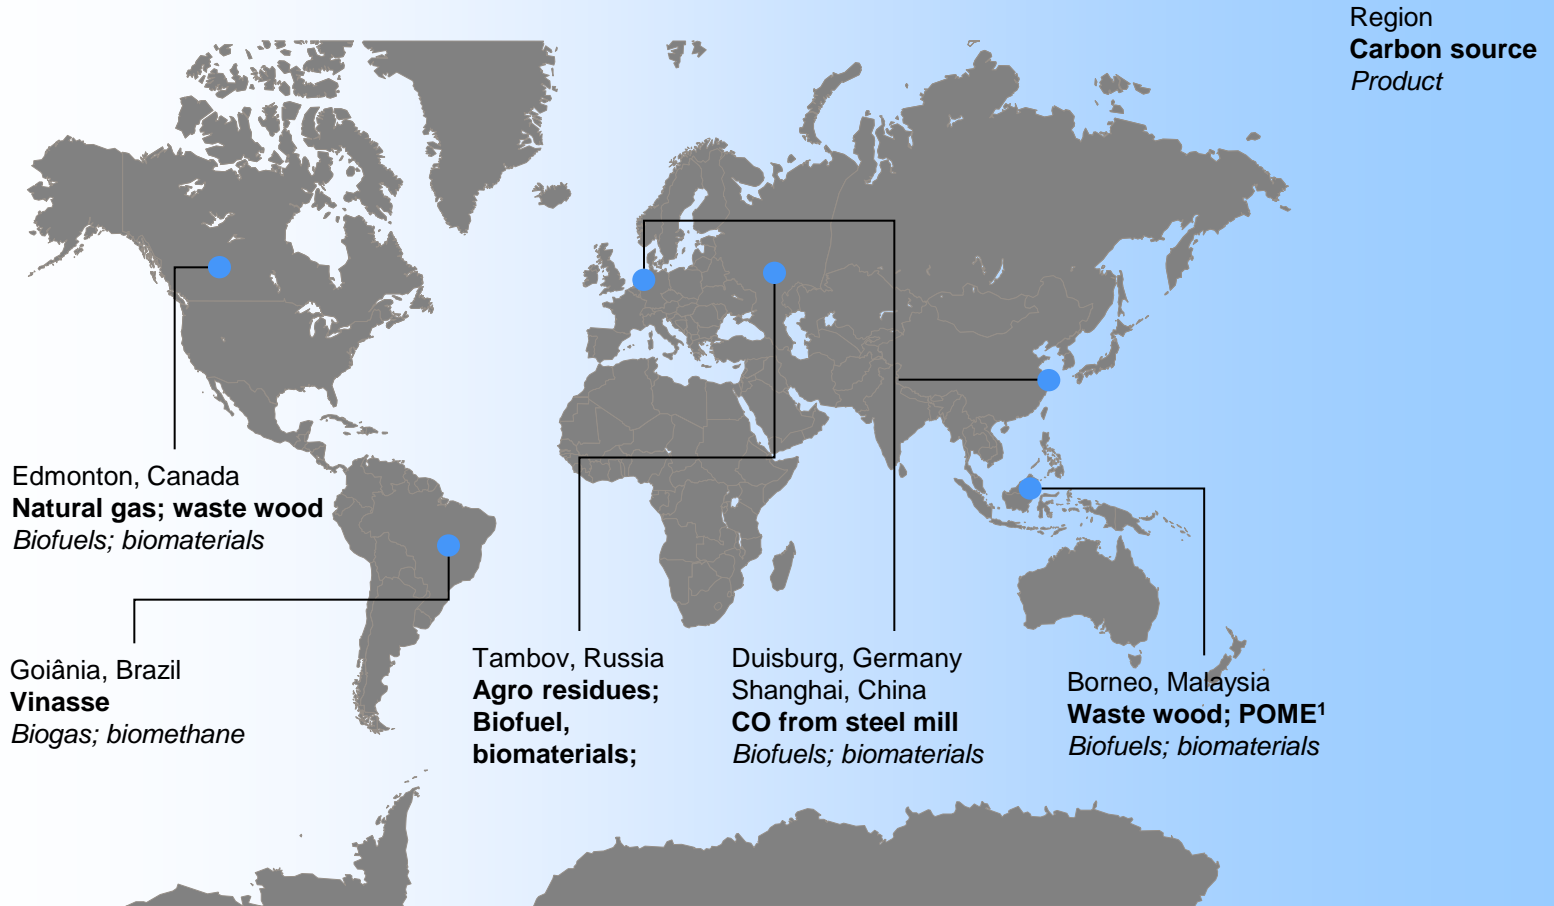 Region
Carbon source
Product
Edmonton, Canada
Natural gas; waste wood
Biofuels; biomaterials
Goiânia, Brazil
Vinasse
Biogas; biomethane
Tambov, Russia
Agro residues;
Biofuel,
biomaterials;
Duisburg, Germany
Shanghai, China
CO from steel mill
Biofuels; biomaterials
Borneo, Malaysia
Waste wood; POME¹
Biofuels; biomaterials